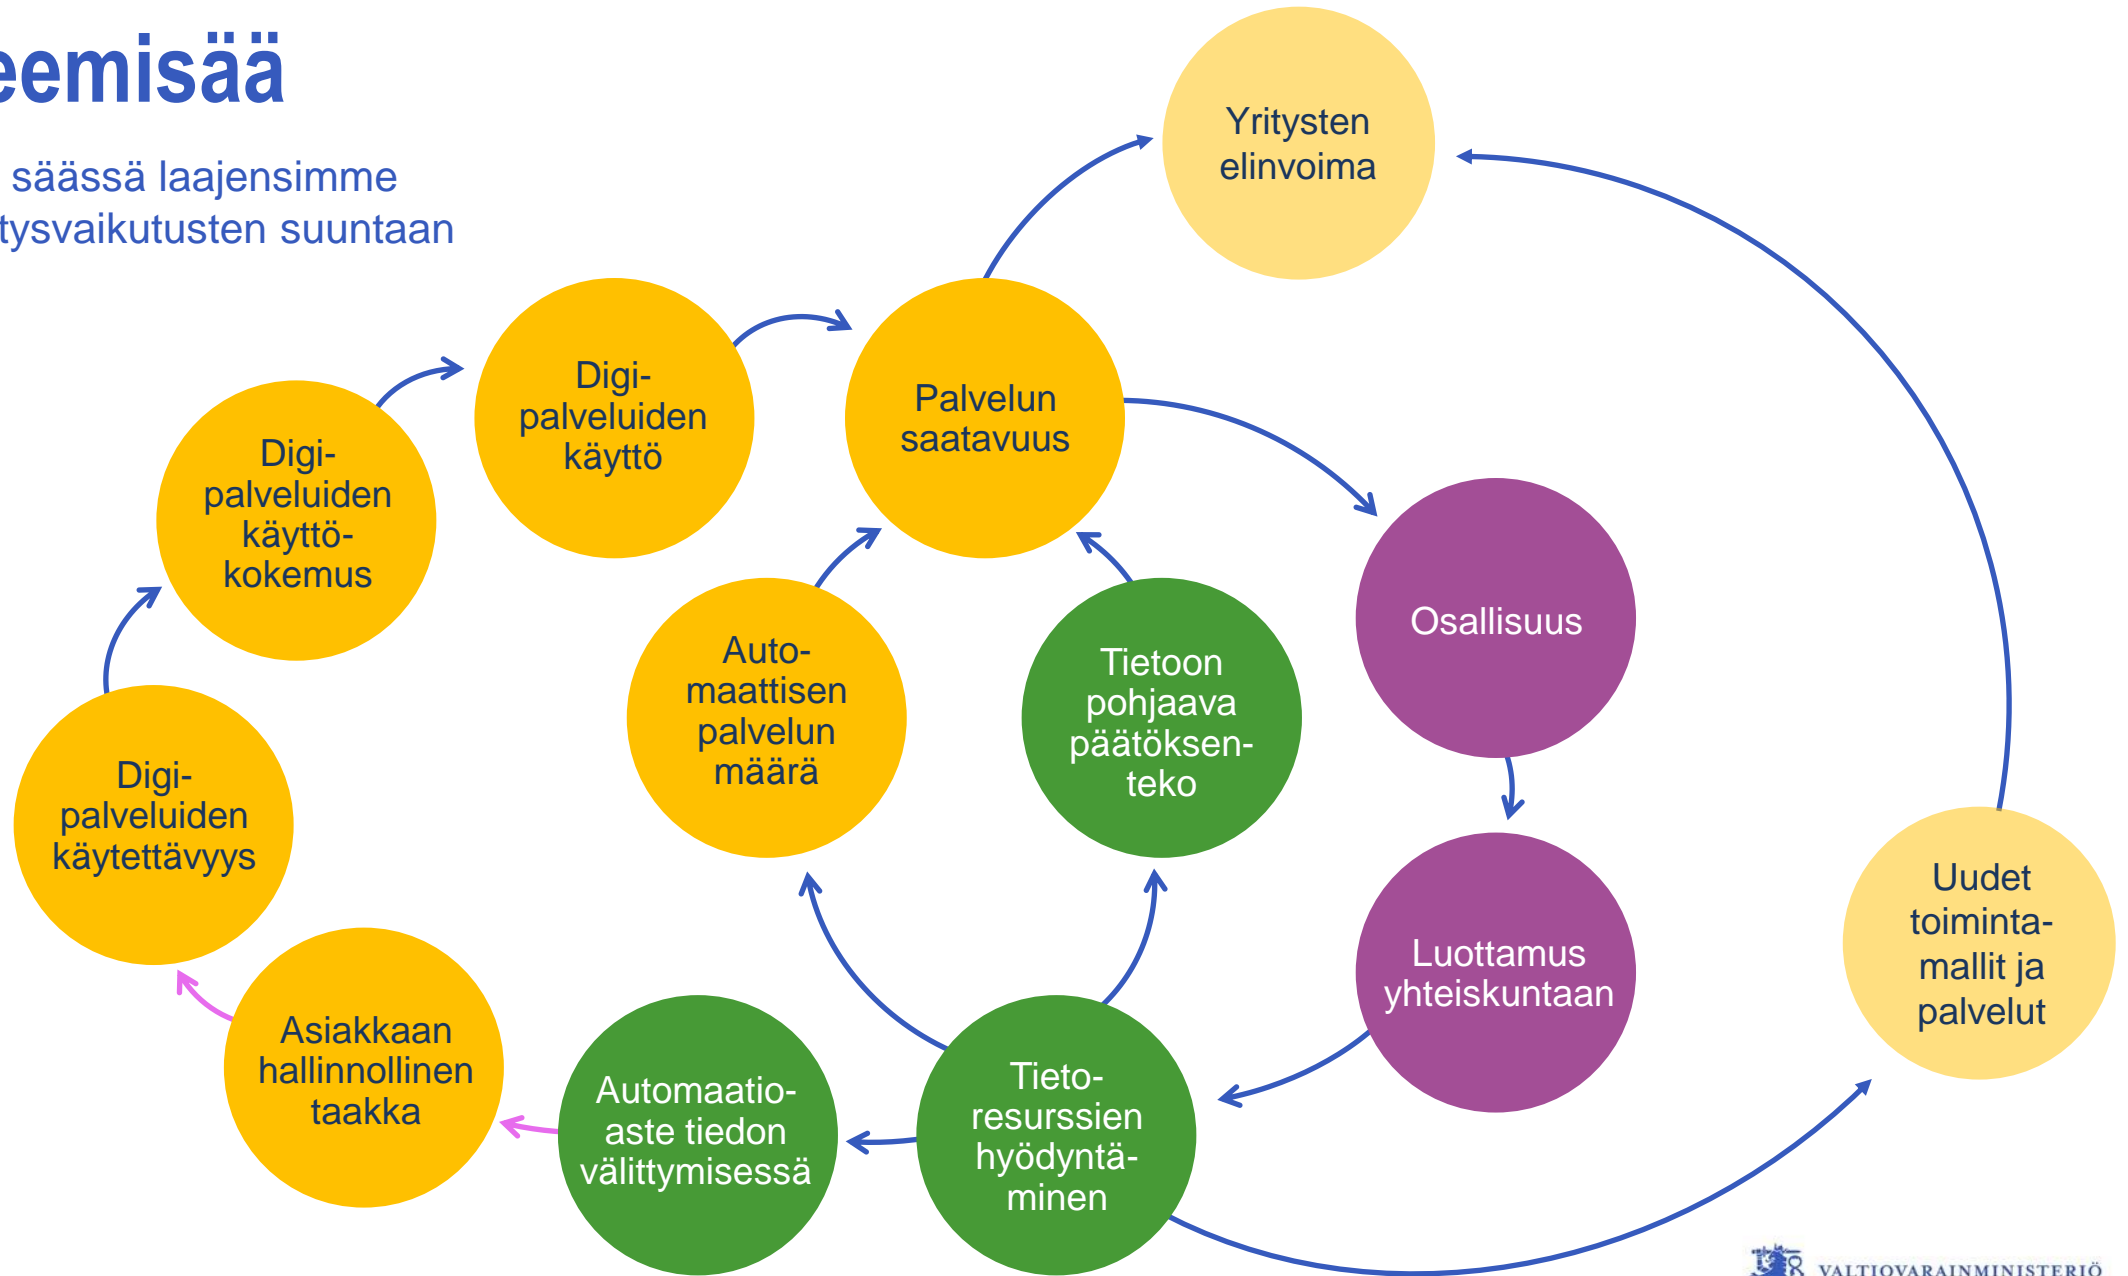 eemisää
säässä laajensimme
tysvaikutusten suuntaan
Yritysten
elinvoima
Digi-
palveluiden
käyttö
Palvelun
saatavuus
Digi-
palveluiden
käyttö-
kokemus
Osallisuus
Auto-
maattisen
palvelun
määrä
Tietoon
pohjaava
päätöksen-
teko
Digi-
palveluiden
käytettävyys
Uudet
toiminta-
mallit ja
palvelut
Luottamus
yhteiskuntaan
Asiakkaan
hallinnollinen
taakka
Automaatio-
aste tiedon
välittymisessä
Tieto-
resurssien
hyödyntä-
minen
VALTIOVARAINMINISTERIÖ